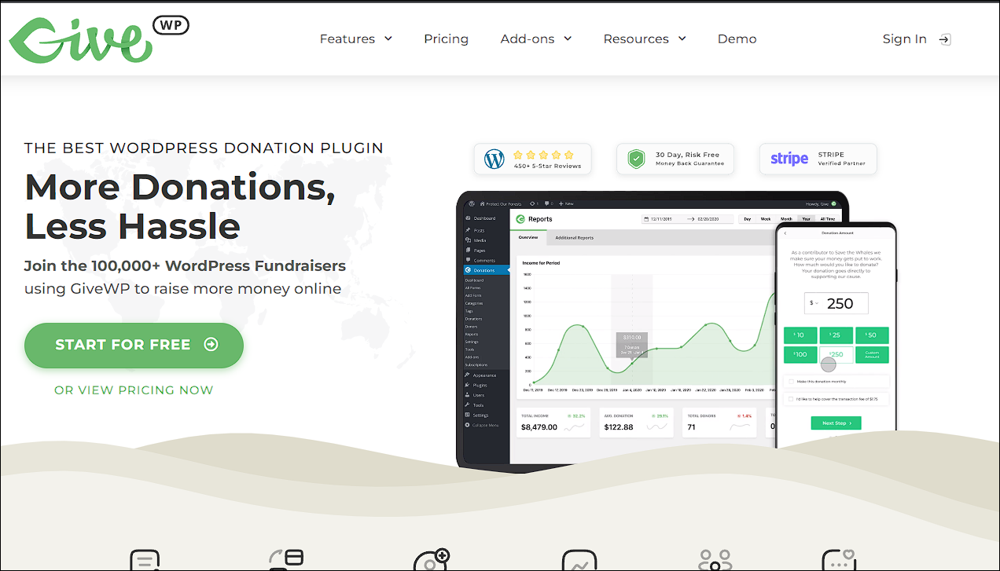 Give WP
Features
Pricing
Add-ons
Resources
Demo
Sign In
THE BEST WORDPRESS DONATION PLUGIN
More Donations,
Less Hassle
Join the 100,000+ WordPress Fundraisers
using GiveWP to raise more money online
START FOR FREE
OR VIEW PRICING NOW
450+ 5-Star Reviews
30 Day, Risk Free
Money Back Guarantee
stripe
STRIPE
Verified Partner
Protect Our Forests 1 0 New
Howdy, Give
Dashboard
Posts
Media
Pages
Comments
Donations
Dashboard
All Forms
Add Form
Categories
Tags
Donations
Donors
Reports
Settings
Tools
Add-ons
Subscriptions
Appearance
Plugins
Users
Tools
Settings
Collapse Menu
Reports
12/11/2019 02/20/2020
Day Week Month Year All Time
Overview
Additional Reports
Income for Period
1600
1400
1200
1000
800
600
400
200
0
$310.00
7 Donors
Dec 11, 2019 Dec 17, 2019 Dec 23, 2019 Dec 29, 2019 Jan 4, 2020 Jan 10, 2020 Jan 16, 2020 Jan 22, 2020 Jan 28, 2020 Feb 3, 2020 Feb
TOTAL INCOME 32.2%
$8,479.00
AVG. DONATION 29.1%
$122.88
TOTAL DONORS 1.4%
71
Donation Amount
As a contributor to Save the Whales we
make sure your money gets put to work.
How much would you like to donate?
Your donation goes directly to
supporting our cause.
$ 250
$10 $25 $50
$100 $250 Custom
Amount
Make this donation monthly
I'd like to help cover the transaction fee of $1.75
Next Step